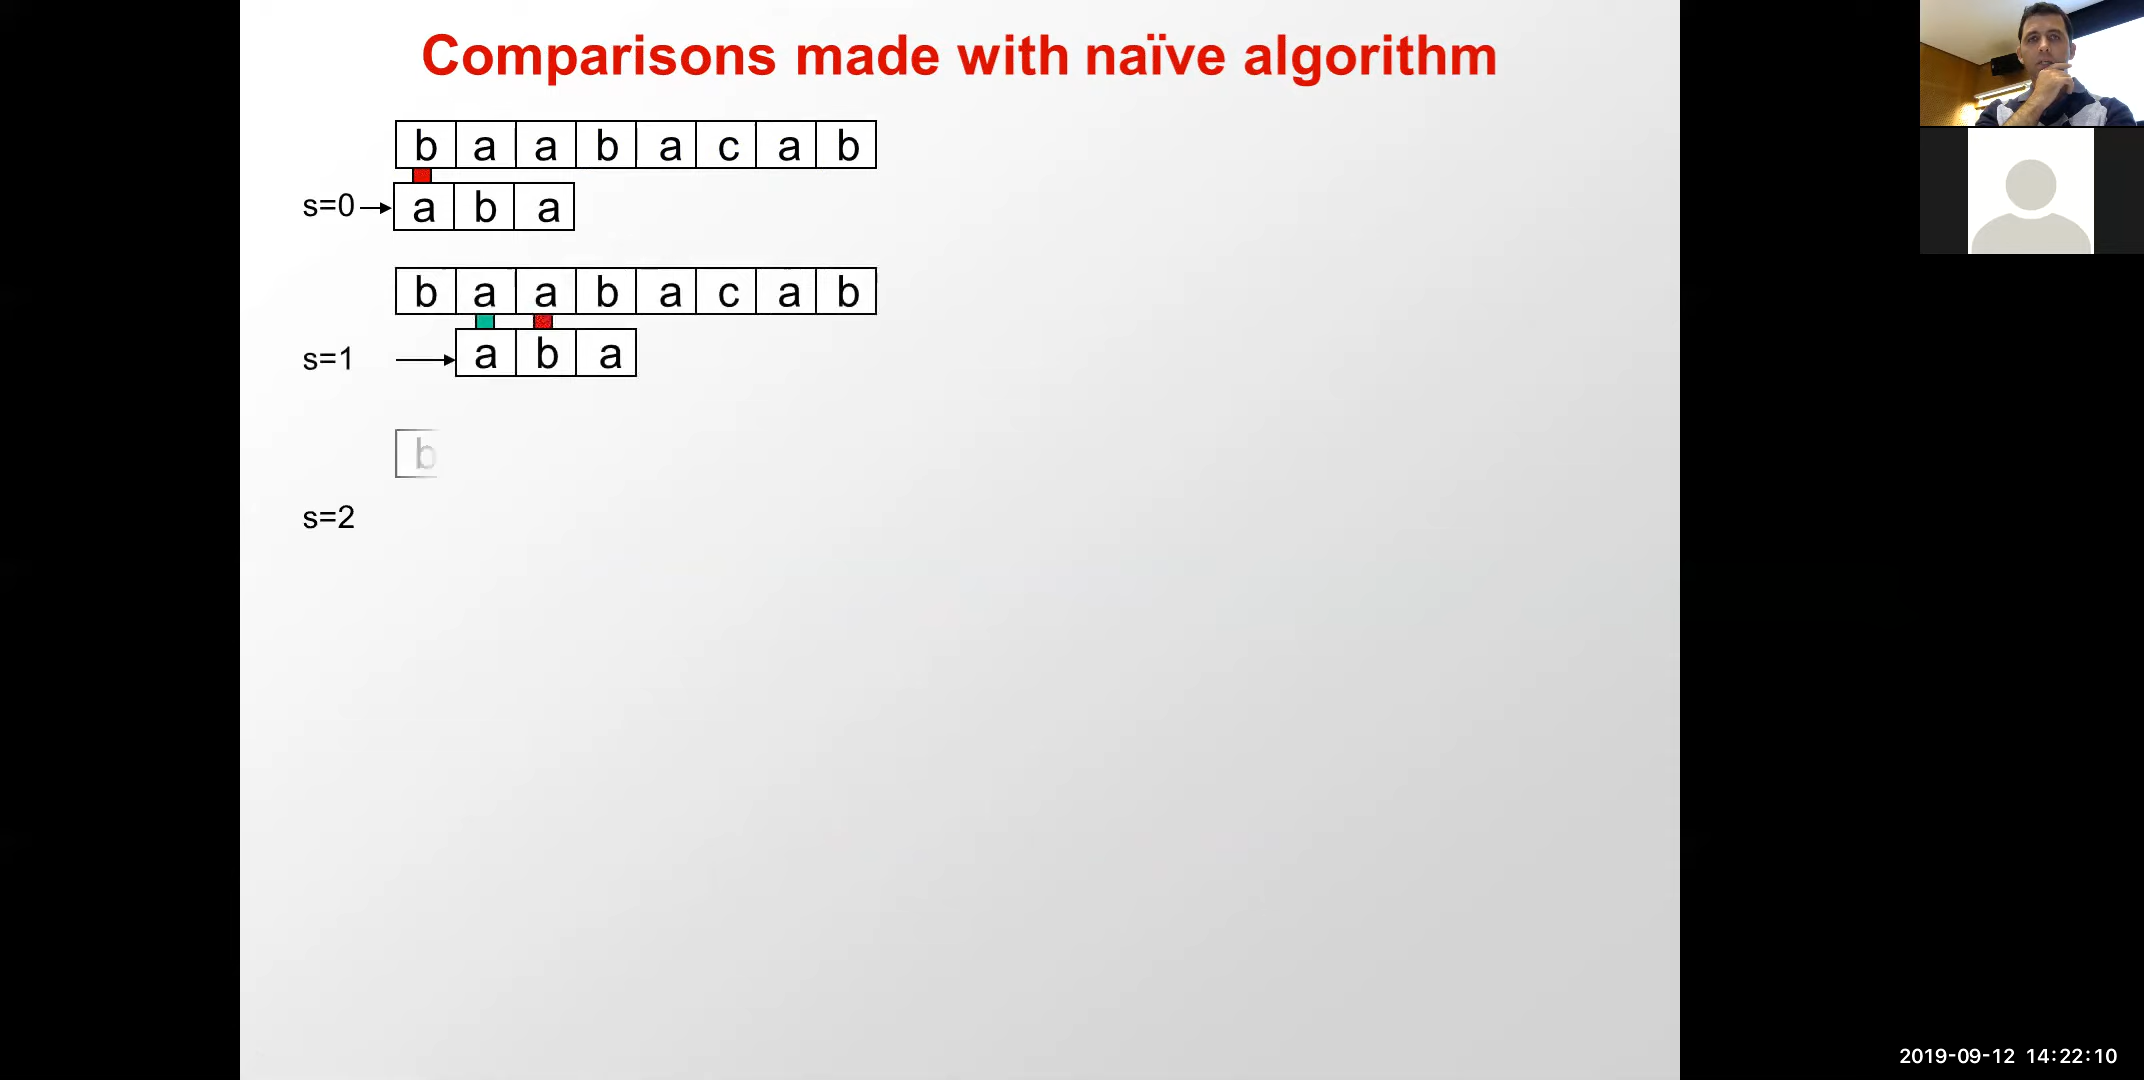 Comparisons made with naïve algorithm
b a a b a c a b
s=0 a b a
b a a b a c a b
s=1 a b a
b
s=2
2019-09-12 14:22:10